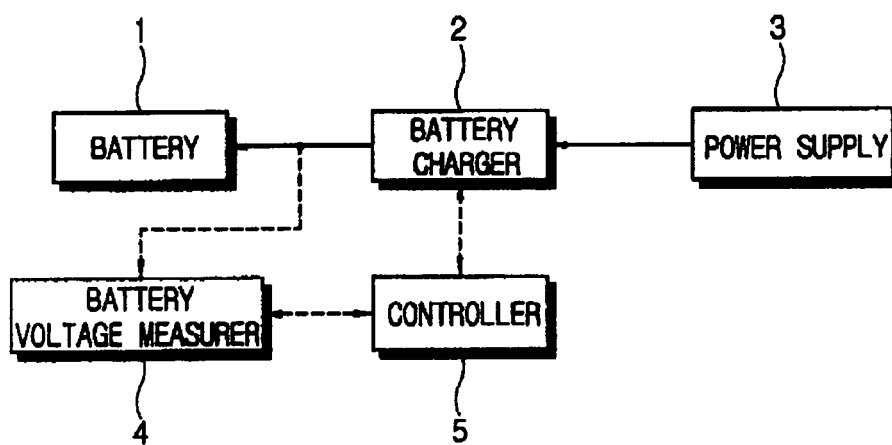 1
2
3
BATTERY
BATTERY
CHARGER
POWER SUPPLY
BATTERY
VOLTAGE MEASURER
CONTROLLER
4
5